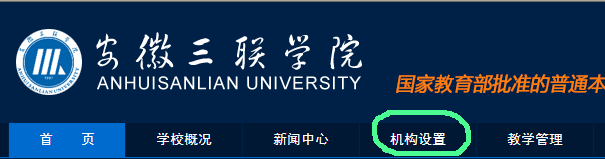 安徽三联学院
ANHUISANLIAN UNIVERSITY
国家教育部批准的普通本
首 页 学校概况 新闻中心 机构设置 教学管理